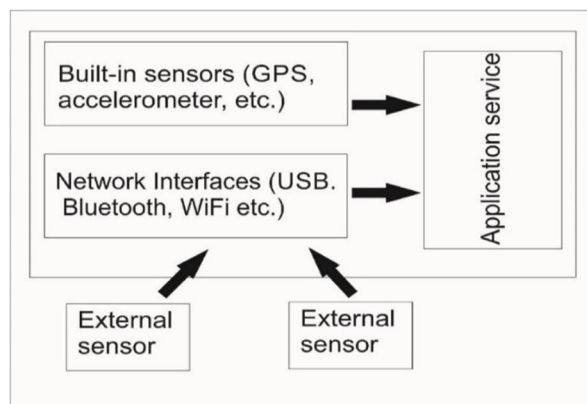 Built-in sensors (GPS,
accelerometer, etc.)
Application service
Network Interfaces (USB.
Bluetooth, WiFi etc.)
External
sensor
External
sensor